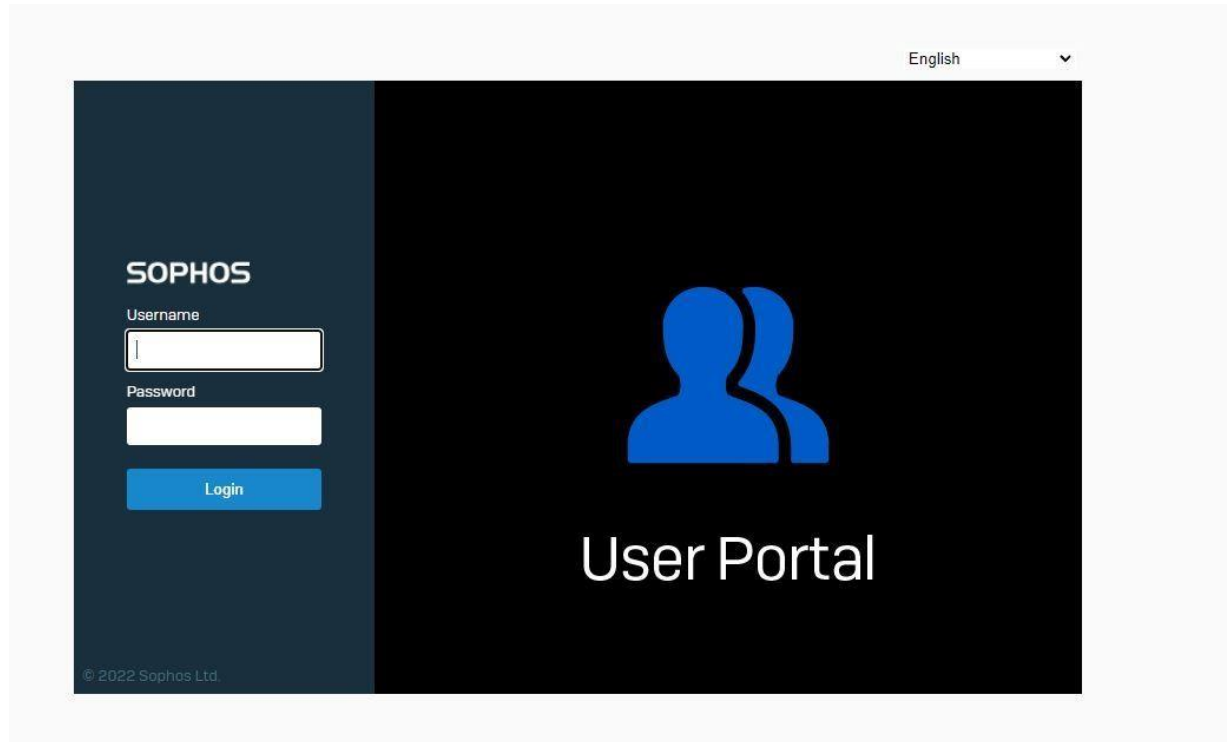 English
SOPHOS
Username
Password
Login
User Portal
© 2022 Sophos Ltd.